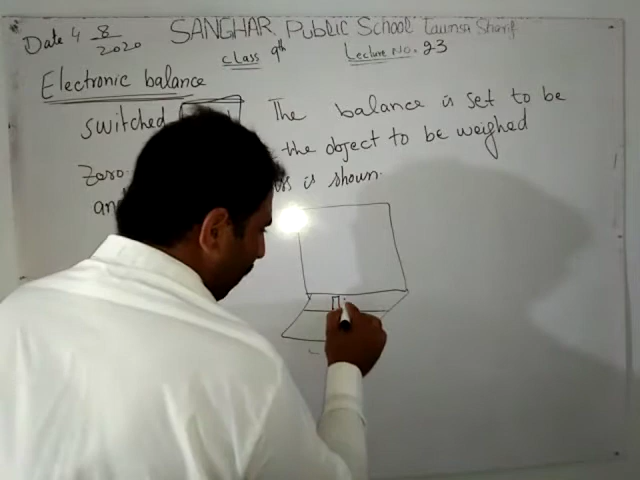 Date 4 8/2020 SANGHAR Public School Taunsa Sharif
Class 9th Lecture No. 23
Electronic balance
switched The balance is set to be
Zero. the object to be weighed
an is shown.